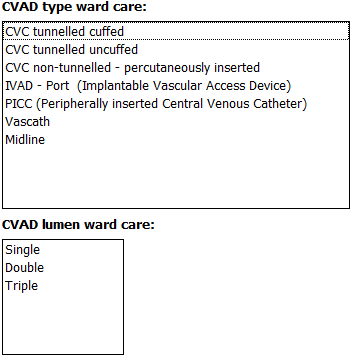 CVAD type ward care:
CVC tunnelled cuffed
CVC tunnelled uncuffed
CVC non-tunnelled - percutaneously inserted
IVAD - Port  (Implantable Vascular Access Device)
PICC (Peripherally inserted Central Venous Catheter)
Vascath
Midline
CVAD lumen ward care:
Single
Double
Triple